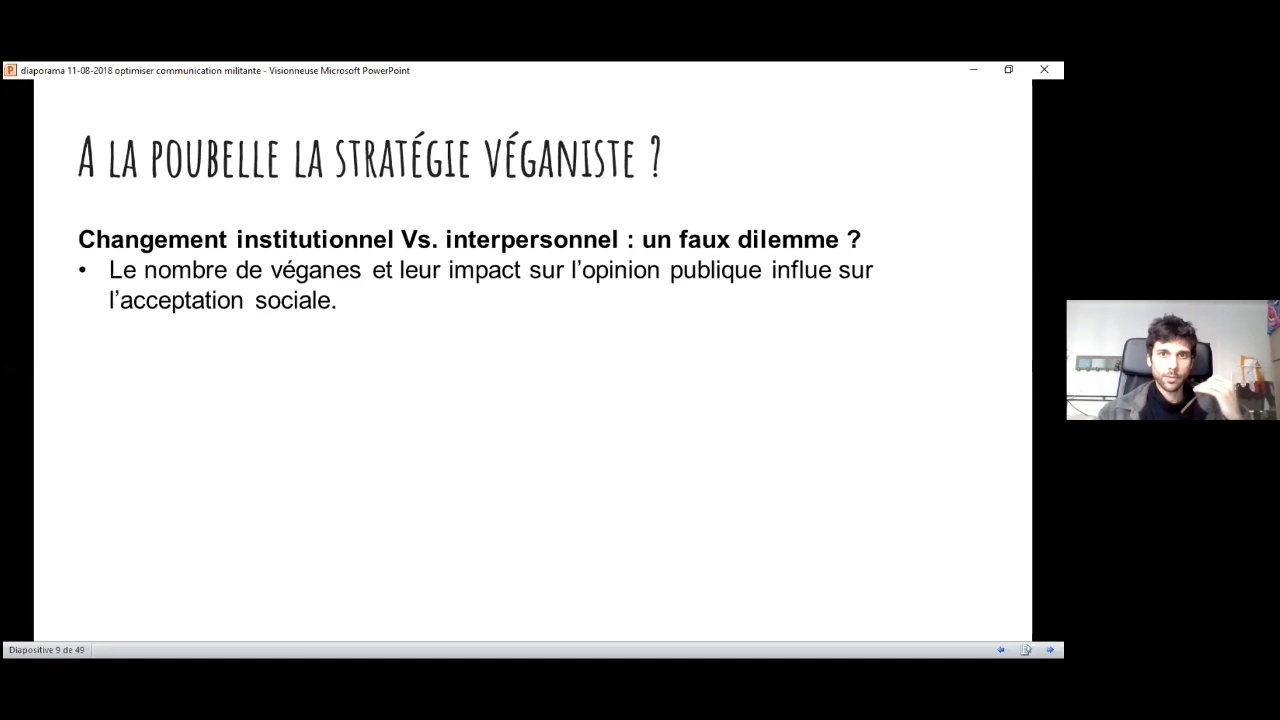 diaporama 11-08-2018 optimiser communication militante - Visionneuse Microsoft PowerPoint
A LA POUBELLE LA STRATÉGIE VÉGANISTE ?
Changement institutionnel Vs. interpersonnel : un faux dilemme ?
• Le nombre de véganes et leur impact sur l’opinion publique influe sur
l’acceptation sociale.
Diapositive 9 de 49